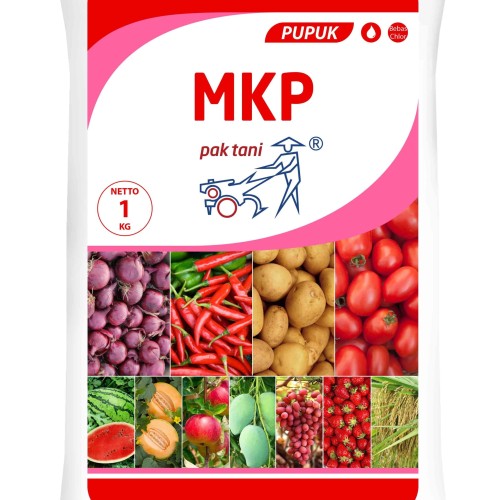 PUPUK
Bebas
Chlor
MKP
pak tani
®
NETTO
1
KG